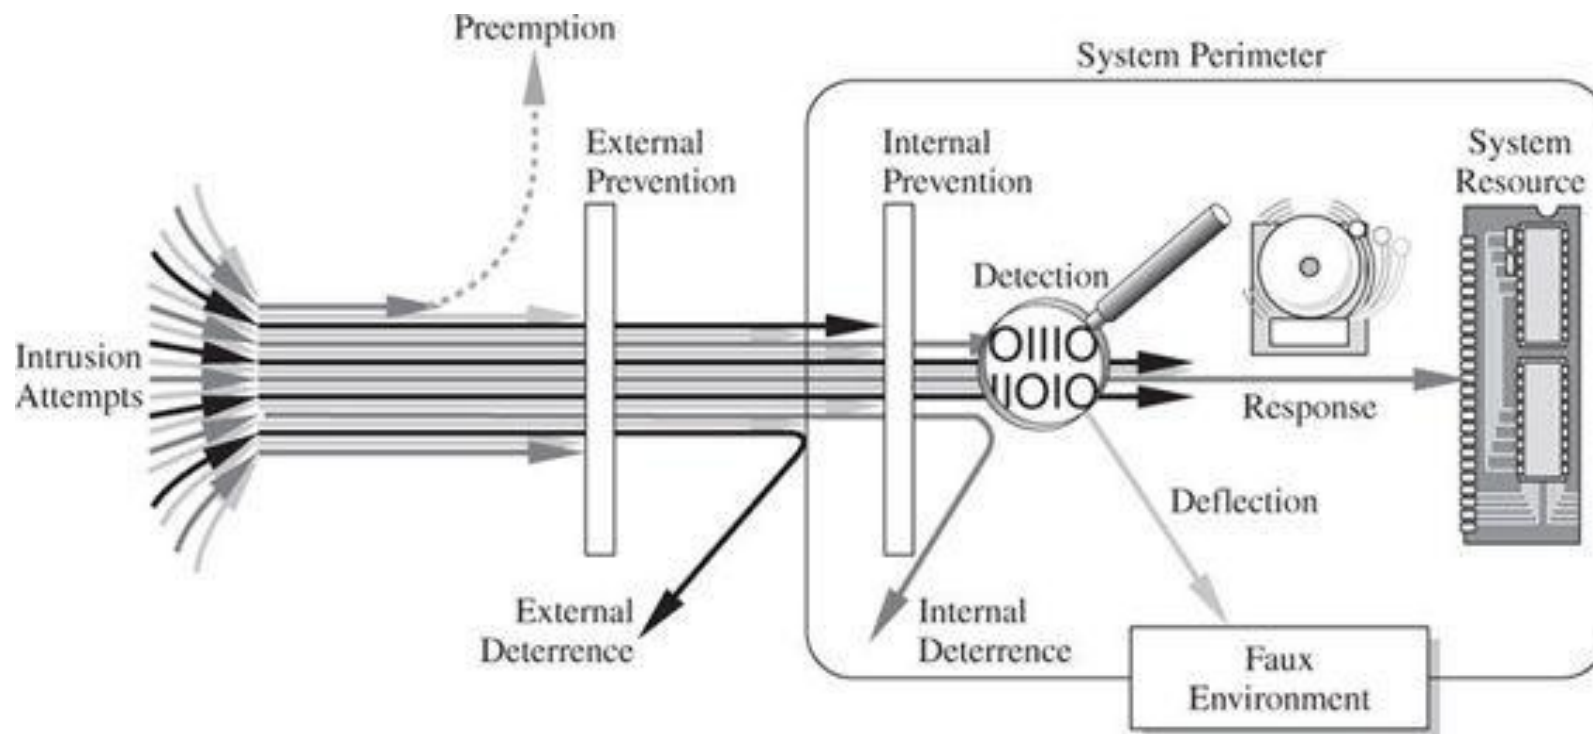 Preemption
System Perimeter
External
Prevention
Internal
Prevention
System
Resource
Detection
OIIIO
IJOIO
Intrusion
Attempts
Response
Deflection
External
Deterrence
Internal
Deterrence
Faux
Environment